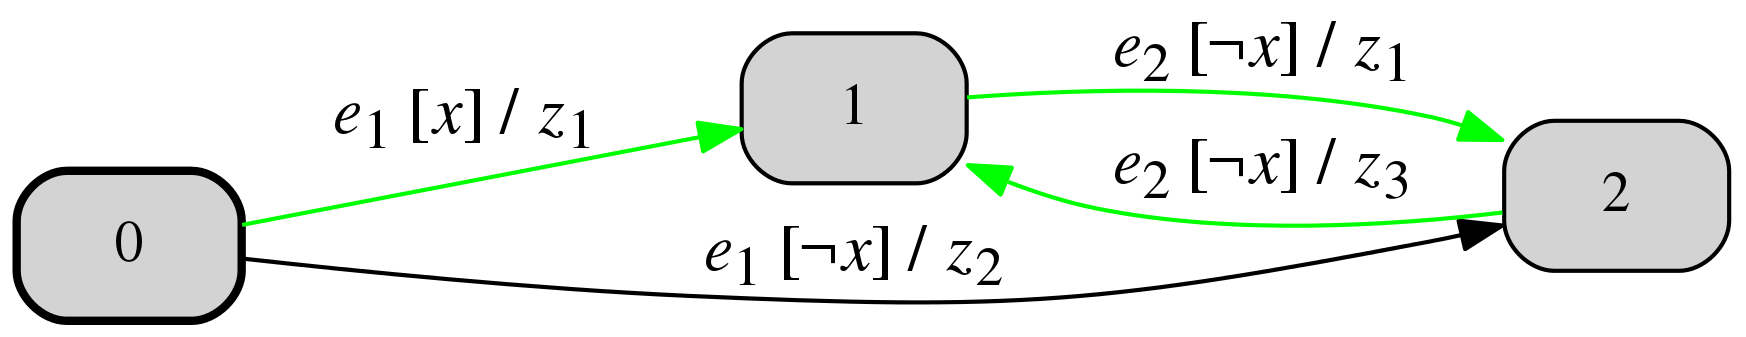 e₂ [¬x] / z₁
e₁ [x] / z₁
1
e₂ [¬x] / z₃
2
0
e₁ [¬x] / z₂